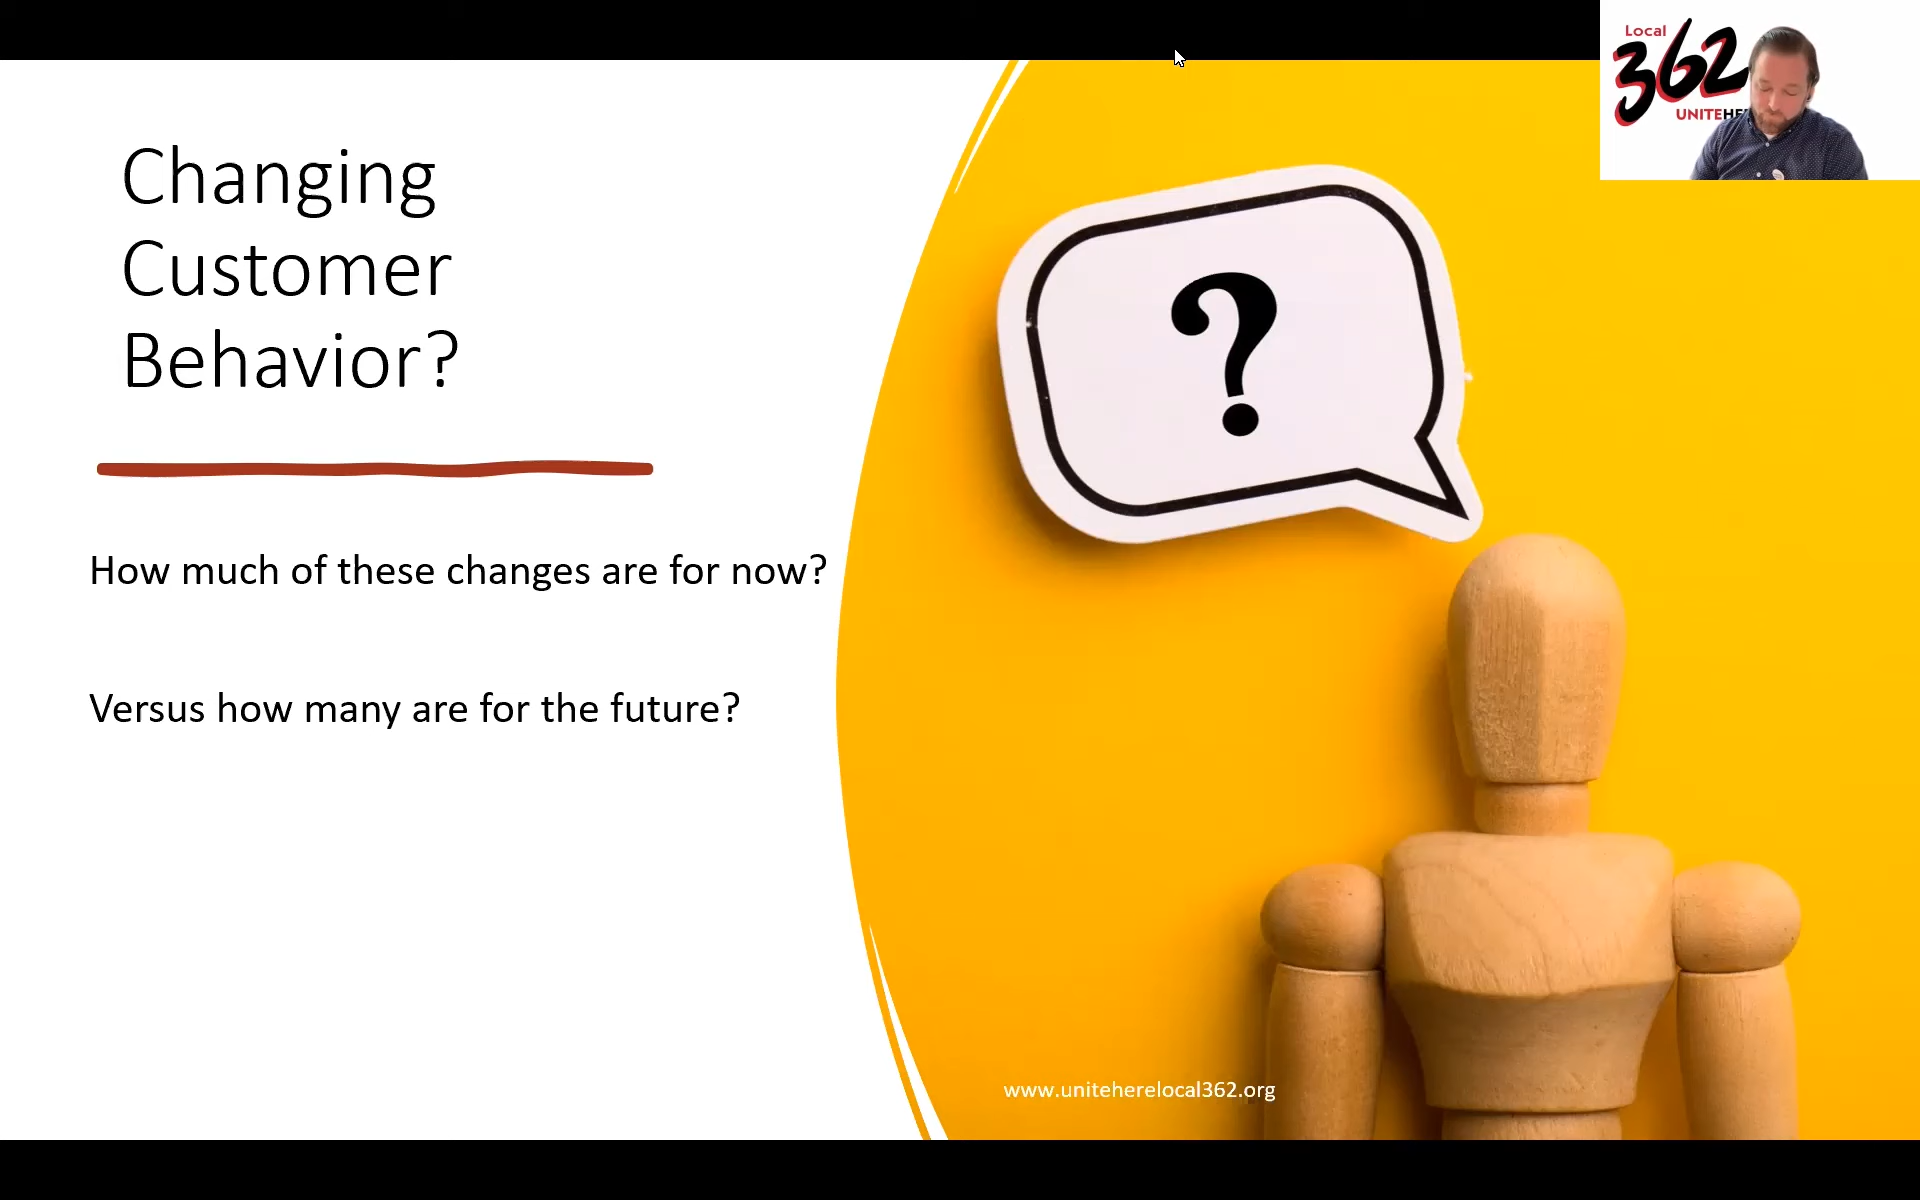 Changing
Customer
Behavior?
How much of these changes are for now?
Versus how many are for the future?
?
www.uniteherelocal362.org
Local
362
UNITEHE